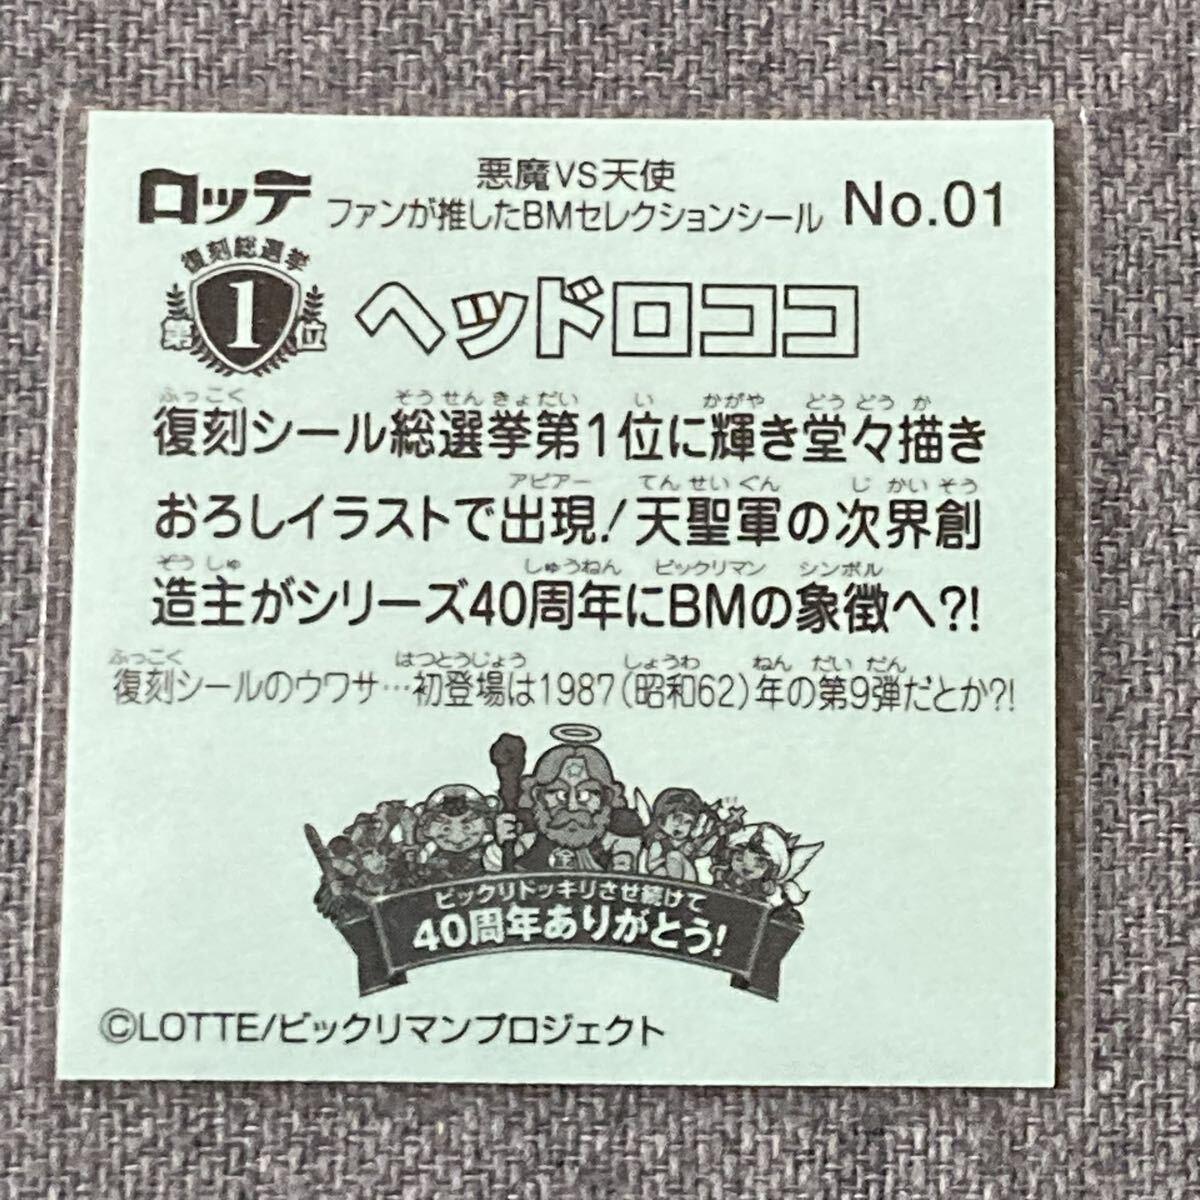 ロッテ
悪魔VS天使
ファンが推したBMセレクションシール
No.01
復刻総選挙
第1位
ヘッドロココ
ふっこく そうせんきょだい い かがや どうどう か
復刻シール総選挙第1位に輝き堂々描き
アピアー てんせいぐん じかいそう
おろしイラストで出現!天聖軍の次界創
ぞうしゅ しゅうねん ビックリマン シンボル
造主がシリーズ40周年にBMの象徴へ?!
ふっこく はつとうじょう しょうわ ねん だい だん
復刻シールのウワサ…初登場は1987(昭和62)年の第9弾だとか?!
ビックリドッキリさせ続けて
40周年ありがとう!
©LOTTE/ビックリマンプロジェクト